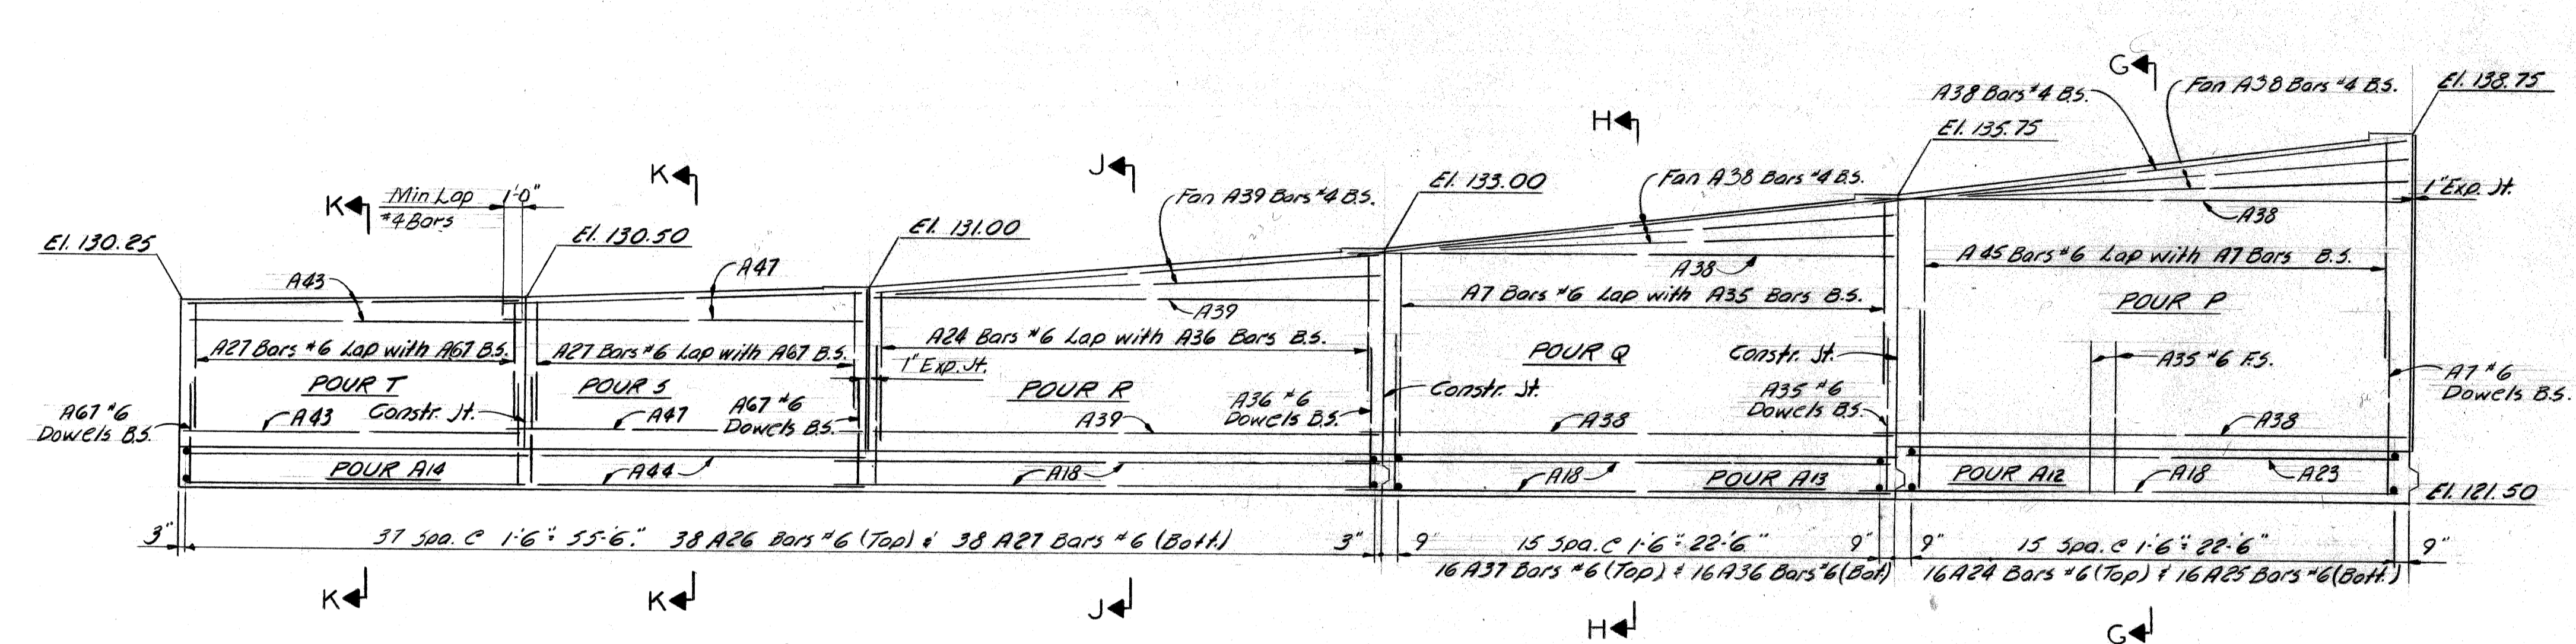 G
A38 Bars #4 B.S.
Fan A38 Bars #4 B.S.
El. 138.75
H
El. 135.75
J
K
K
Min Lap 1'-0"
#4 Bars
Fan A39 Bars #4 B.S.
El. 133.00
Fan A38 Bars #4 B.S.
1" Exp. Jt.
A38
El. 130.25
El. 130.50
El. 131.00
A43
A47
A38
A45 Bars #6 Lap with A7 Bars B.S.
A39
A7 Bars #6 Lap with A35 Bars B.S.
POUR P
A24 Bars #6 Lap with A36 Bars B.S.
A27 Bars #6 Lap with A67 B.S.
A27 Bars #6 Lap with A67 B.S.
1" Exp. Jt.
POUR Q
Constr. Jt.
A35 #6 F.S.
POUR T
POUR S
POUR R
Constr. Jt.
A35 #6
Dowels B.S.
A7 #6
Dowels B.S.
A67 #6
Dowels B.S.
A43
Constr. Jt.
A47
A67 #6
Dowels B.S.
A39
A36 #6
Dowels B.S.
A38
A38
POUR A14
A44
A18
A18
POUR A13
POUR A12
A18
A23
El. 121.50
3"
37 Spa. @ 1'-6" = 55'-6" 38 A26 Bars #6 (Top) & 38 A27 Bars #6 (Bott.)
3"
9"
15 Spa. @ 1'-6" = 22'-6"
9"
9"
15 Spa. @ 1'-6" = 22'-6"
9"
16 A37 Bars #6 (Top) & 16 A36 Bars #6 (Bot)
16 A24 Bars #6 (Top) & 16 A25 Bars #6 (Bott.)
K
K
J
H
G